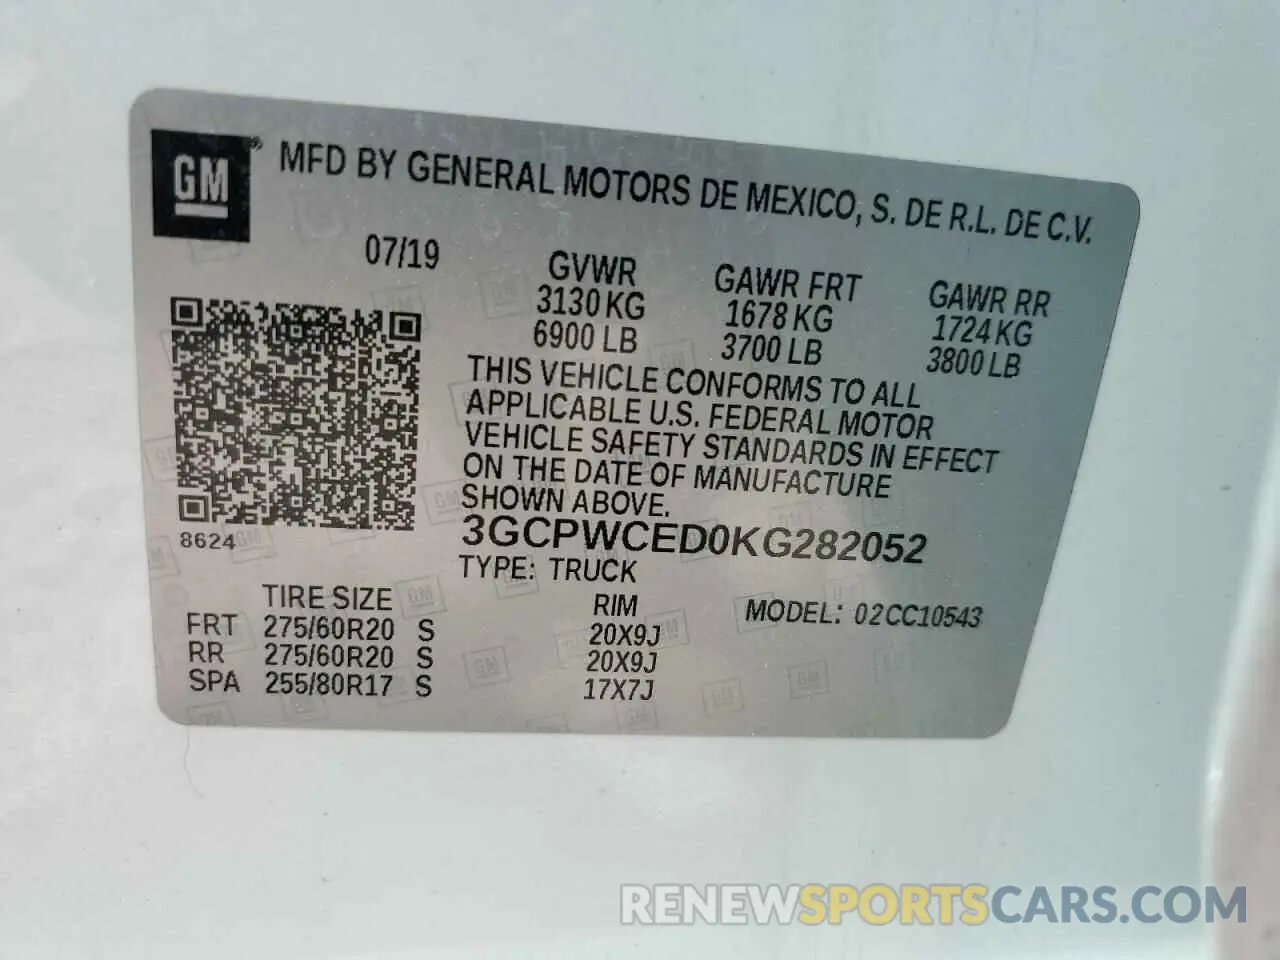 GM® MFD BY GENERAL MOTORS DE MEXICO, S. DE R.L. DE C.V.
07/19 GVWR GAWR FRT GAWR RR
3130 KG 1678 KG 1724 KG
6900 LB 3700 LB 3800 LB
THIS VEHICLE CONFORMS TO ALL
APPLICABLE U.S. FEDERAL MOTOR
VEHICLE SAFETY STANDARDS IN EFFECT
ON THE DATE OF MANUFACTURE
SHOWN ABOVE.
8624 3GCPWCED0KG282052
TYPE: TRUCK
TIRE SIZE RIM MODEL: 02CC10543
FRT 275/60R20 S 20X9J
RR 275/60R20 S 20X9J
SPA 255/80R17 S 17X7J
RENEWSPORTSCARS.COM